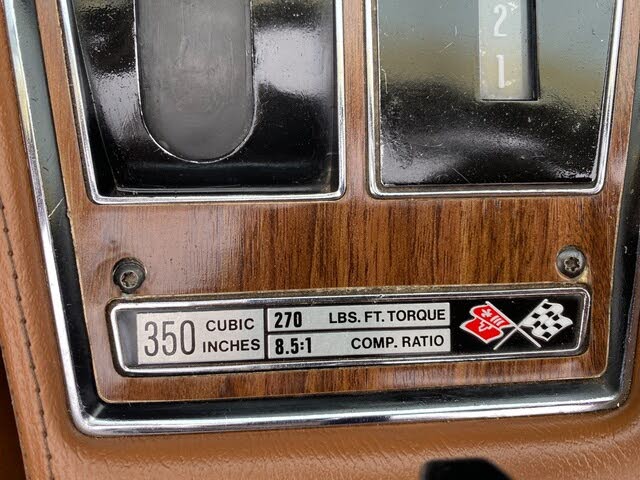 2
1
350 CUBIC INCHES
270 LBS. FT. TORQUE
8.5:1 COMP. RATIO